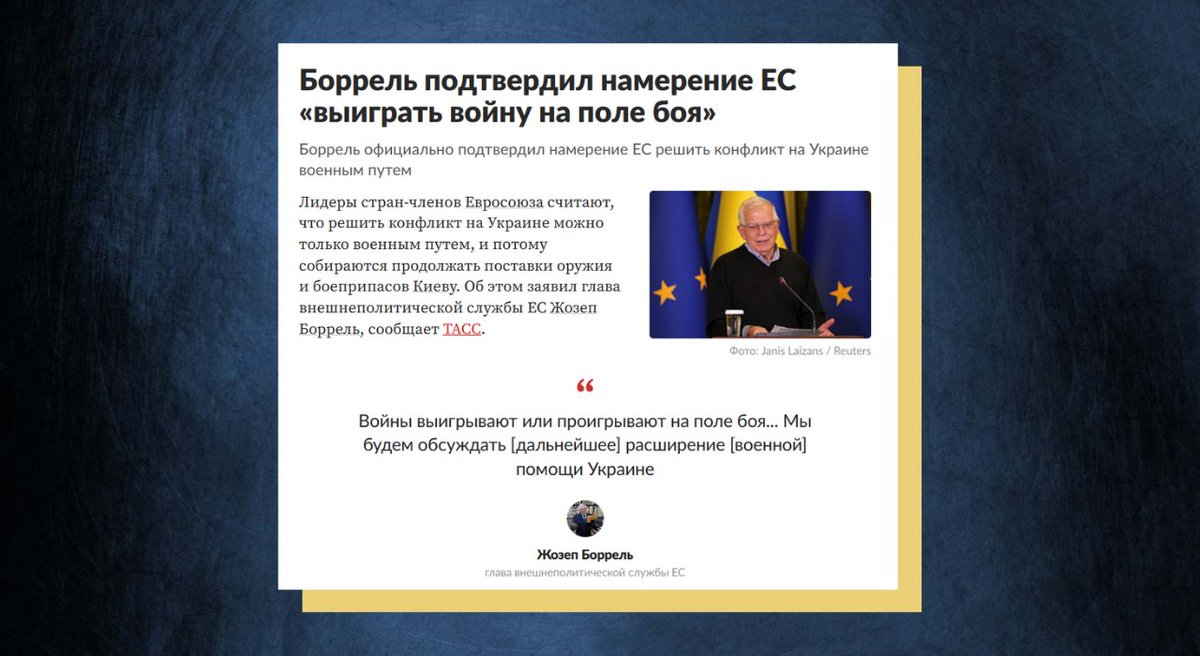 Боррель подтвердил намерение ЕС
«выиграть войну на поле боя»
Боррель официально подтвердил намерение ЕС решить конфликт на Украине
военным путем
Лидеры стран-членов Евросоюза считают,
что решить конфликт на Украине можно
только военным путем, и потому
собираются продолжать поставки оружия
и боеприпасов Киеву. Об этом заявил глава
внешнеполитической службы ЕС Жозеп
Боррель, сообщает ТАСС.
Фото: Janis Laizans / Reuters
“
Войны выигрывают или проигрывают на поле боя... Мы
будем обсуждать [дальнейшее] расширение [военной]
помощи Украине
Жозеп Боррель
глава внешнеполитической службы ЕС